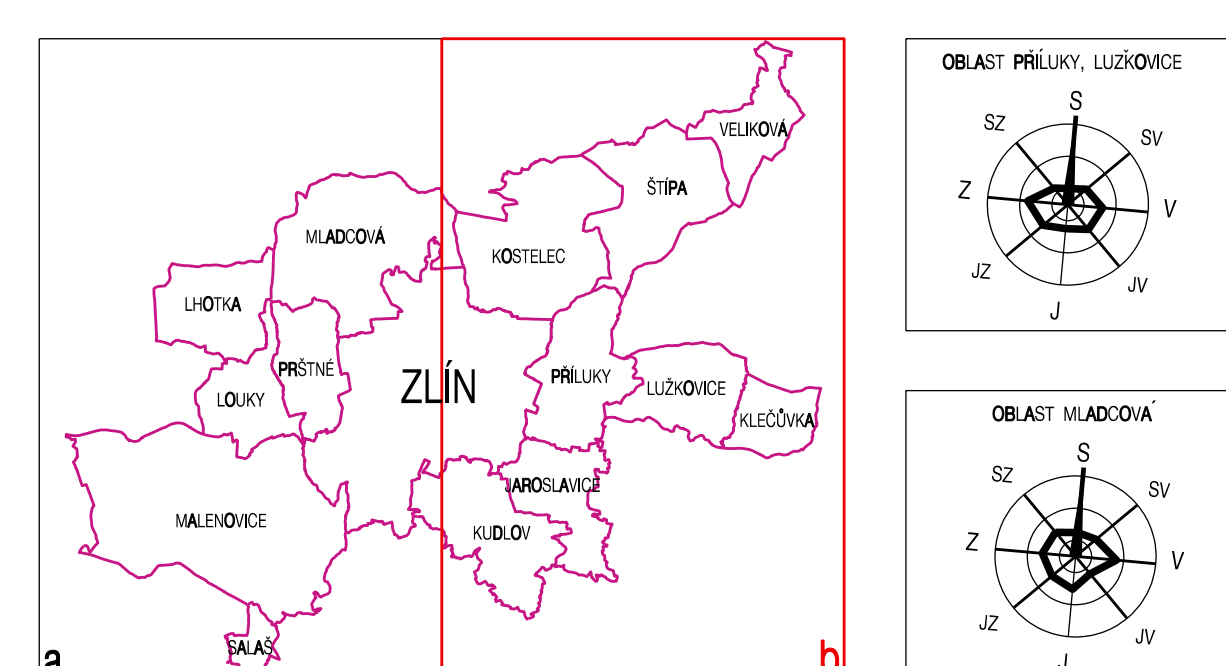 VELIKOVÁ
ŠTÍPA
MLADCOVÁ
KOSTELEC
LHOTKA
PRŠTNÉ
PŘÍLUKY
ZLÍN
LUŽKOVICE
LOUKY
KLEČŮVKA
JAROSLAVICE
MALENOVICE
KUDLOV
SALAŠ
a
b
OBLAST PŘÍLUKY, LUZŠKOVICE
S
SZ
SV
Z
V
JZ
JV
J
OBLAST MLADCOVÁ
S
SZ
SV
Z
V
JZ
JV
J